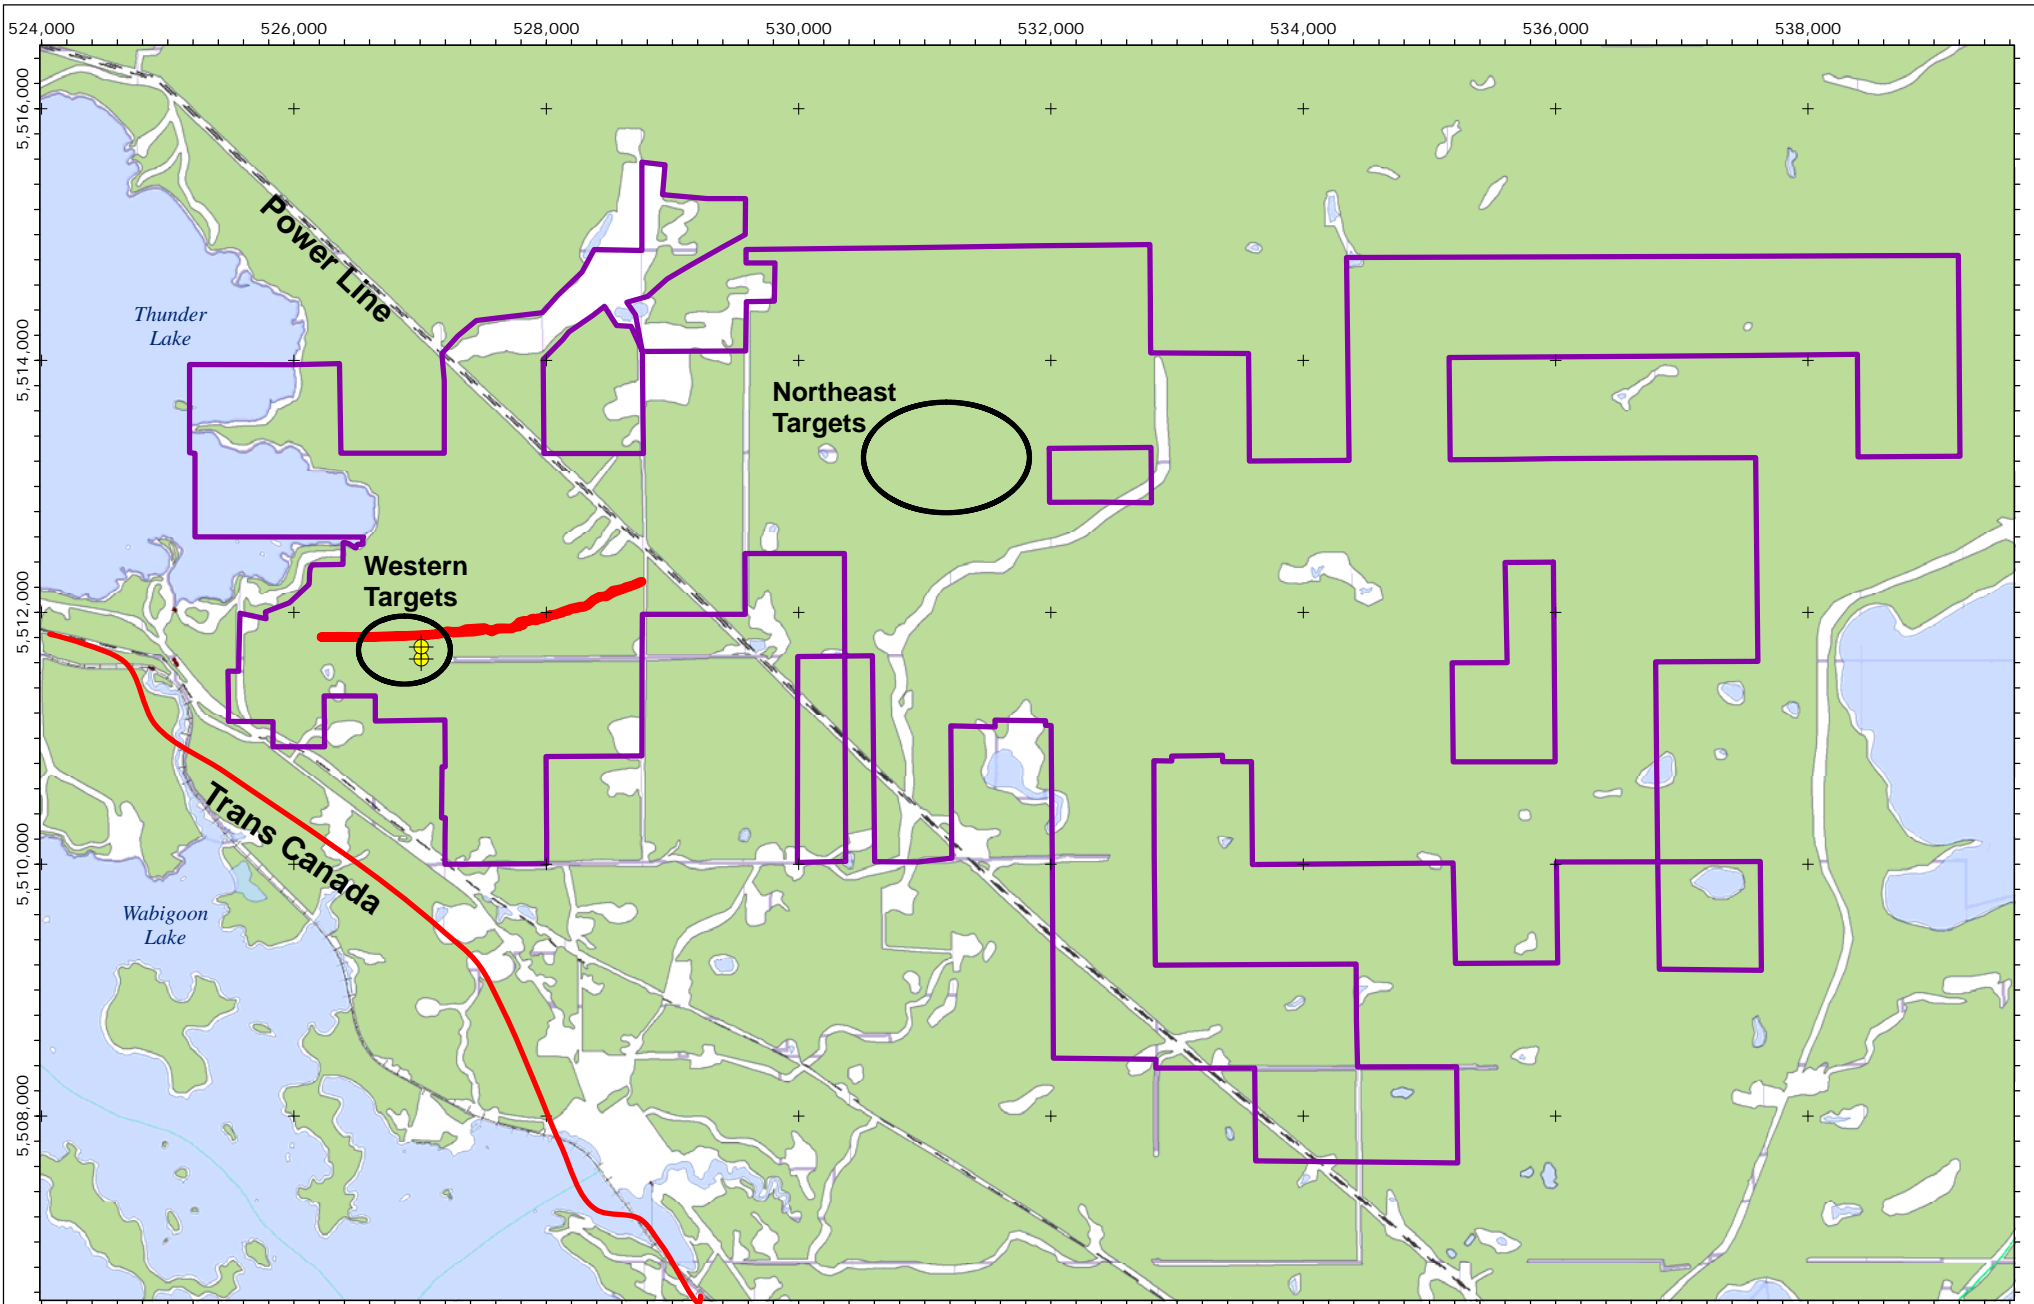 524,000
526,000
528,000
530,000
532,000
534,000
536,000
538,000
5,516,000
5,514,000
5,512,000
5,510,000
5,508,000
Power Line
Thunder
Lake
Northeast
Targets
Western
Targets
Trans Canada
Wabigoon
Lake